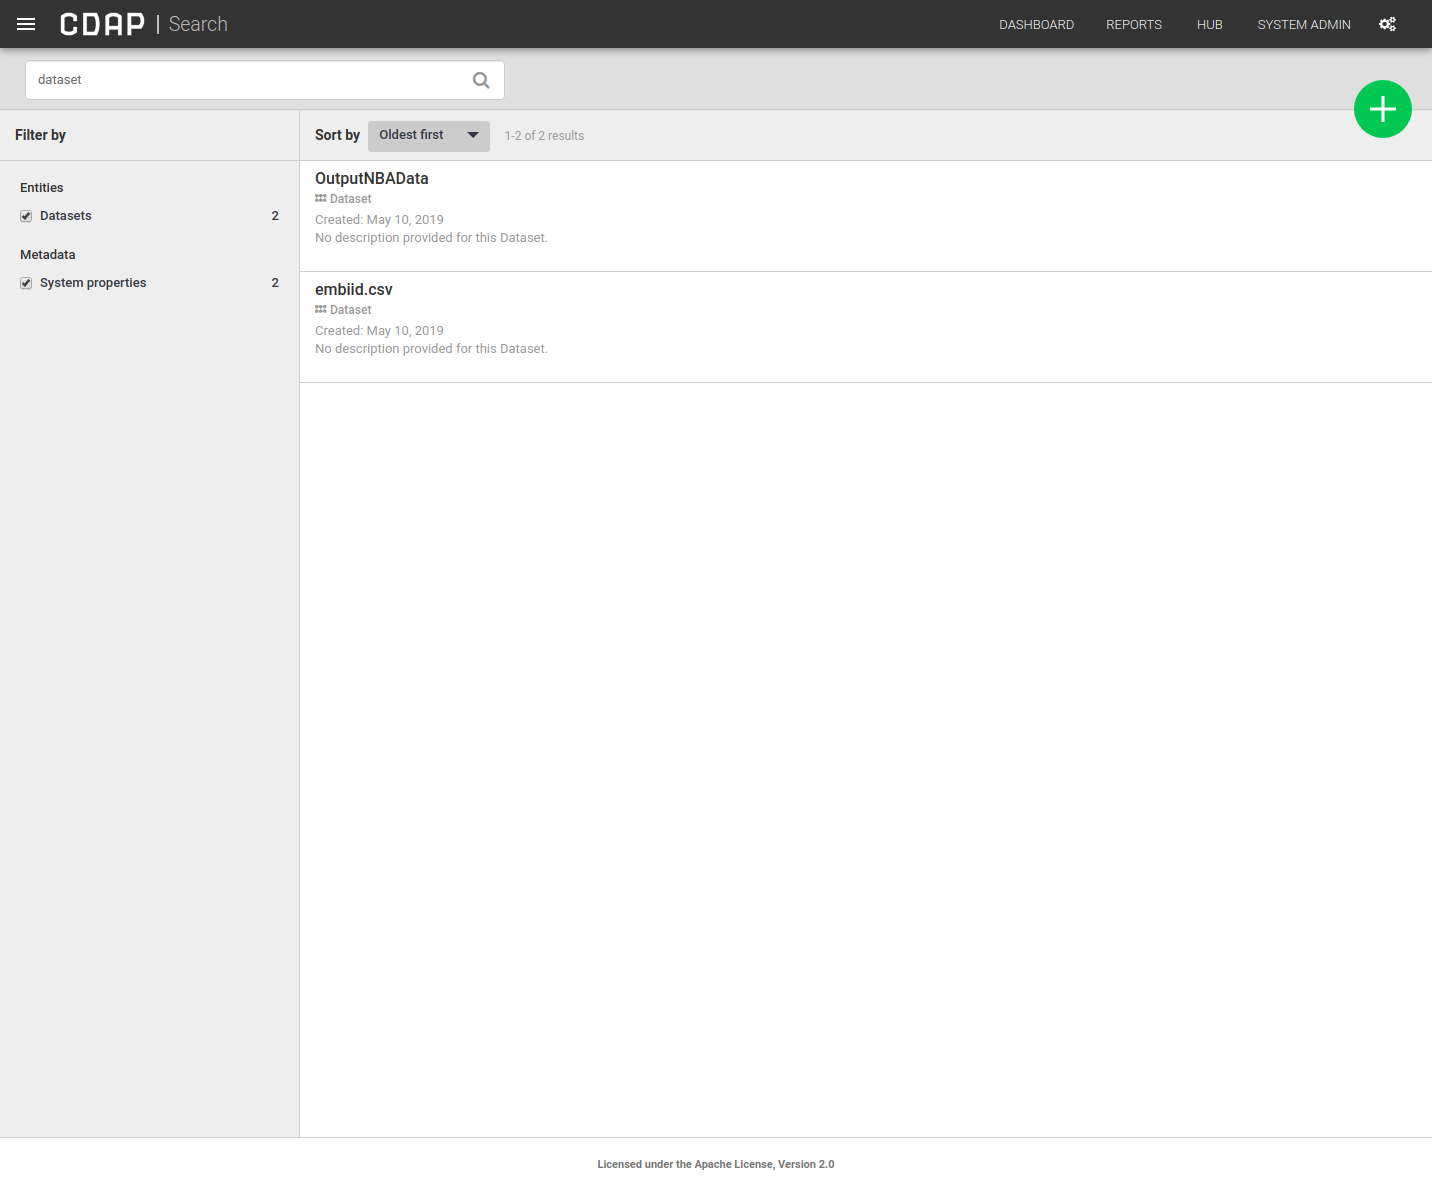 CDAP | Search
DASHBOARD REPORTS HUB SYSTEM ADMIN
dataset
Filter by
Sort by Oldest first 1-2 of 2 results
Entities
Datasets 2
Metadata
System properties 2
OutputNBAData
Dataset
Created: May 10, 2019
No description provided for this Dataset.
embiid.csv
Dataset
Created: May 10, 2019
No description provided for this Dataset.
Licensed under the Apache License, Version 2.0